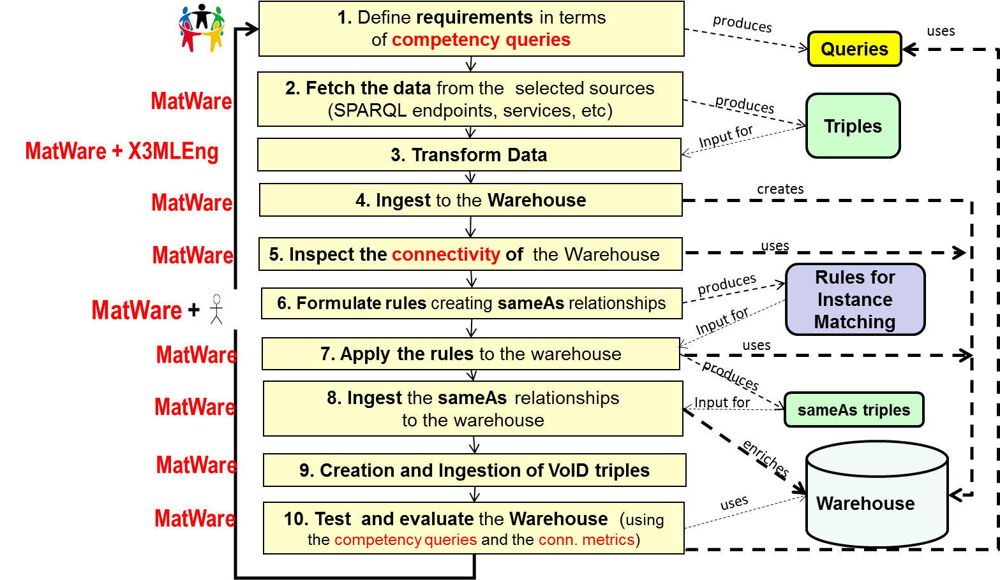 1. Define requirements in terms
of competency queries
produces
Queries
uses
MatWare
2. Fetch the data from the selected sources
(SPARQL endpoints, services, etc)
produces
Triples
Input for
MatWare + X3MLEng
3. Transform Data
MatWare
4. Ingest to the Warehouse
creates
MatWare
5. Inspect the connectivity of the Warehouse
uses
MatWare +
6. Formulate rules creating sameAs relationships
produces
Rules for
Instance
Matching
Input for
MatWare
7. Apply the rules to the warehouse
uses
produces
MatWare
8. Ingest the sameAs relationships
to the warehouse
Input for
sameAs triples
enriches
MatWare
9. Creation and Ingestion of VoID triples
MatWare
10. Test and evaluate the Warehouse (using
the competency queries and the conn. metrics)
uses
Warehouse